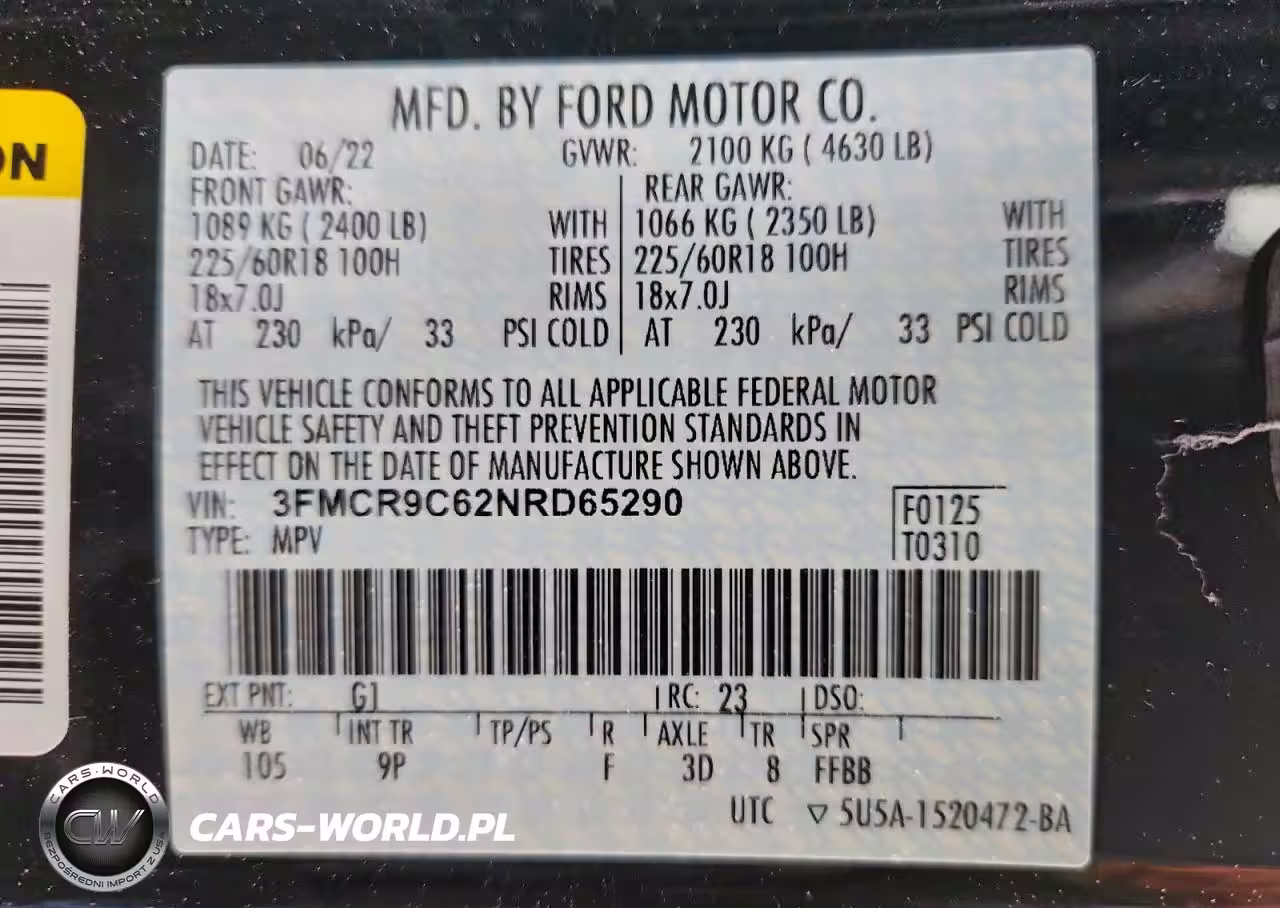 ON
MFD. BY FORD MOTOR CO.
DATE: 06/22 GVWR: 2100 KG ( 4630 LB)
FRONT GAWR: REAR GAWR:
1089 KG ( 2400 LB) WITH 1066 KG ( 2350 LB) WITH
225/60R18 100H TIRES 225/60R18 100H TIRES
18x7.0J RIMS 18x7.0J RIMS
AT 230 kPa/ 33 PSI COLD AT 230 kPa/ 33 PSI COLD
THIS VEHICLE CONFORMS TO ALL APPLICABLE FEDERAL MOTOR
VEHICLE SAFETY AND THEFT PREVENTION STANDARDS IN
EFFECT ON THE DATE OF MANUFACTURE SHOWN ABOVE.
VIN: 3FMCR9C62NRD65290 F0125
TYPE: MPV T0310
EXT PNT: G1 RC: 23 DSO:
WB INT TR TP/PS R AXLE TR SPR
105 9P F 3D 8 FFBB
UTC ▽ 5U5A-1520472-BA
CARS-WORLD
CW
BEZPOŚREDNI IMPORT Z USA
CARS-WORLD.PL